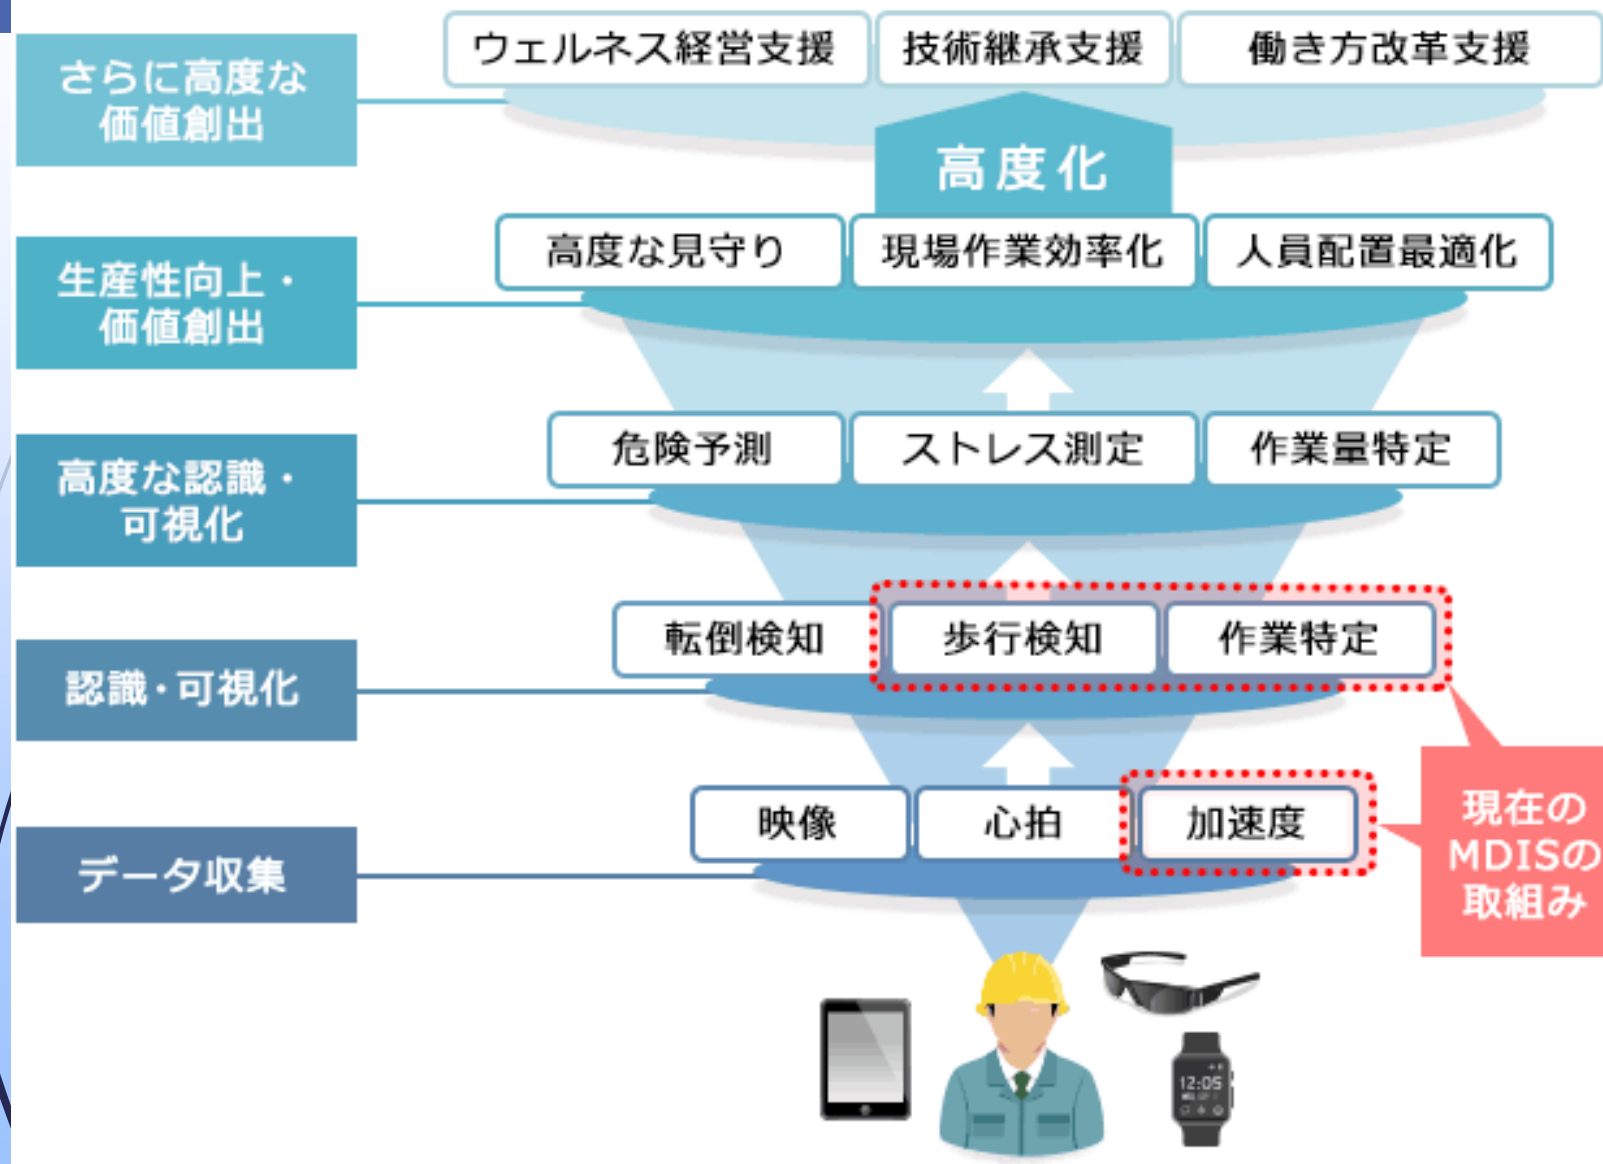 さらに高度な
価値創出
ウェルネス経営支援
技術継承支援
働き方改革支援
高度化
生産性向上・
価値創出
高度な見守り
現場作業効率化
人員配置最適化
高度な認識・
可視化
危険予測
ストレス測定
作業量特定
認識・可視化
転倒検知
歩行検知
作業特定
データ収集
映像
心拍
加速度
現在の
MDISの
取組み
12:05